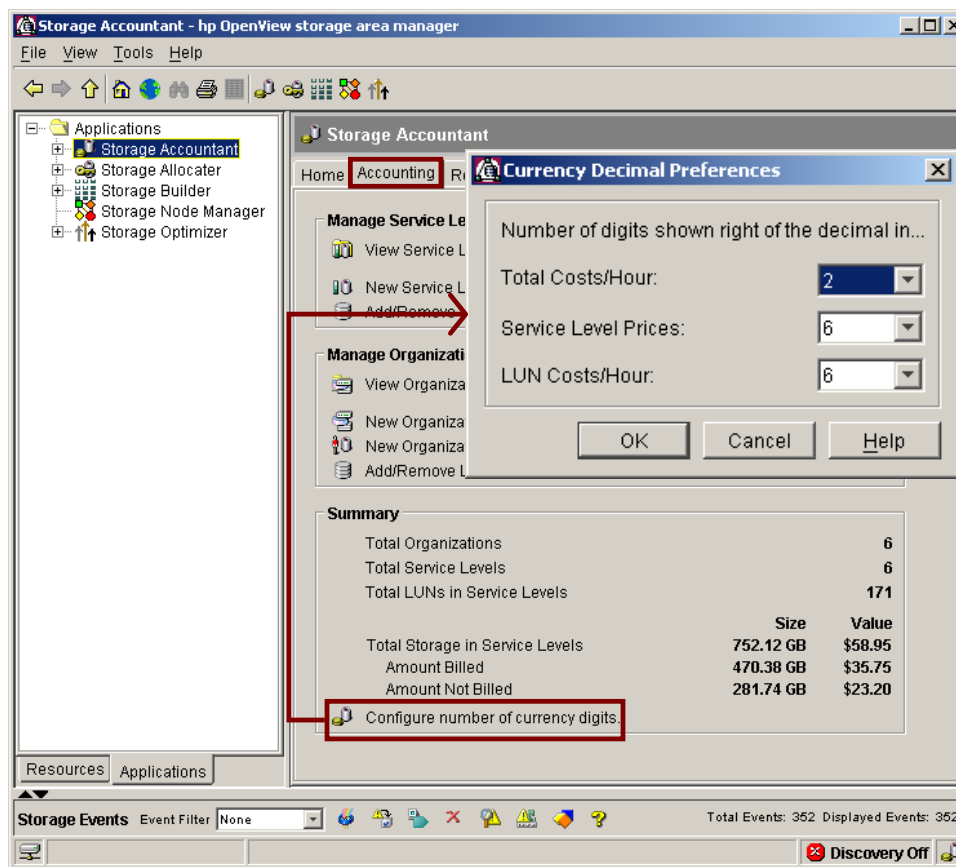 Storage Accountant - hp OpenView storage area manager
File View Tools Help
Applications
Storage Accountant
Storage Allocater
Storage Builder
Storage Node Manager
Storage Optimizer
Resources
Applications
Storage Accountant
Home Accounting
Manage Service
View Service
New Service
Add/Remove
Manage
View
New
New
Add/Remove
Currency Decimal Preferences
Number of digits shown right of the decimal in...
Total Costs/Hour: 2
Service Level Prices: 6
LUN Costs/Hour: 6
OK Cancel Help
Summary
Total Organizations 6
Total Service Levels 6
Total LUNs in Service Levels 171
Size Value
Total Storage in Service Levels 752.12 GB $58.95
Amount Billed 470.38 GB $35.75
Amount Not Billed 281.74 GB $23.20
Configure number of currency digits.
Storage Events Event Filter None Total Events: 352 Displayed Events: 352
Discovery Off